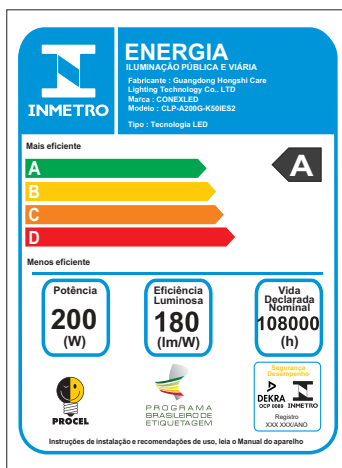 INMETRO
ENERGIA
ILUMINAÇÃO PÚBLICA E VIÁRIA
Fabricante : Guangdong Hongshi Care
Lighting Technology Co.. LTD
Marca : CONEXLED
Modelo : CLP-A200G-K50IES2
Tipo : Tecnologia LED
Mais eficiente
A
B
C
D
A
Menos eficiente
Potência
200
(W)
Eficiência
Luminosa
180
(lm/W)
Vida
Declarada
Nominal
108000
(h)
PROCEL
PROGRAMA
BRASILEIRO DE
ETIQUETAGEM
Segurança
Desempenho
DEKRA
OCP 0089
INMETRO
Registro
XXX XXX/ANO
Instruções de instalação e recomendações de uso, leia o Manual do aparelho